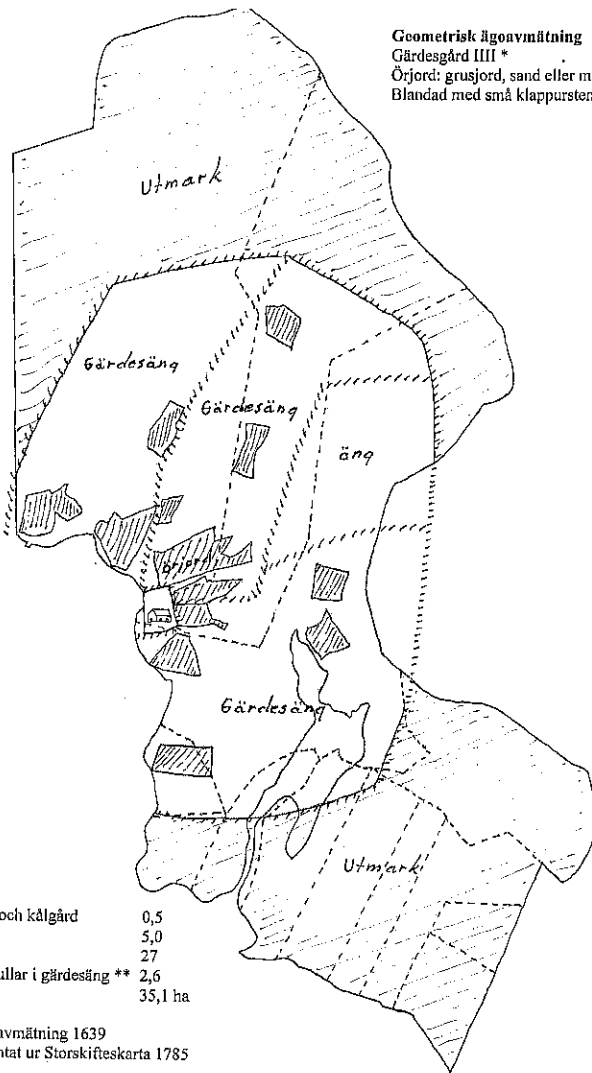 Geometrisk ägoavmätning
Gärdesgård IIII *
Örjord: grusjord, sand eller m
Blandad med små klappursten
Utmark
Gärdesäng
Gärdesäng
äng
örjord
Gärdesäng
Utmark
och kålgård 0,5
5,0
27
ullar i gärdesäng ** 2,6
35,1 ha
avmätning 1639
ntat ur Storskifteskarta 1785